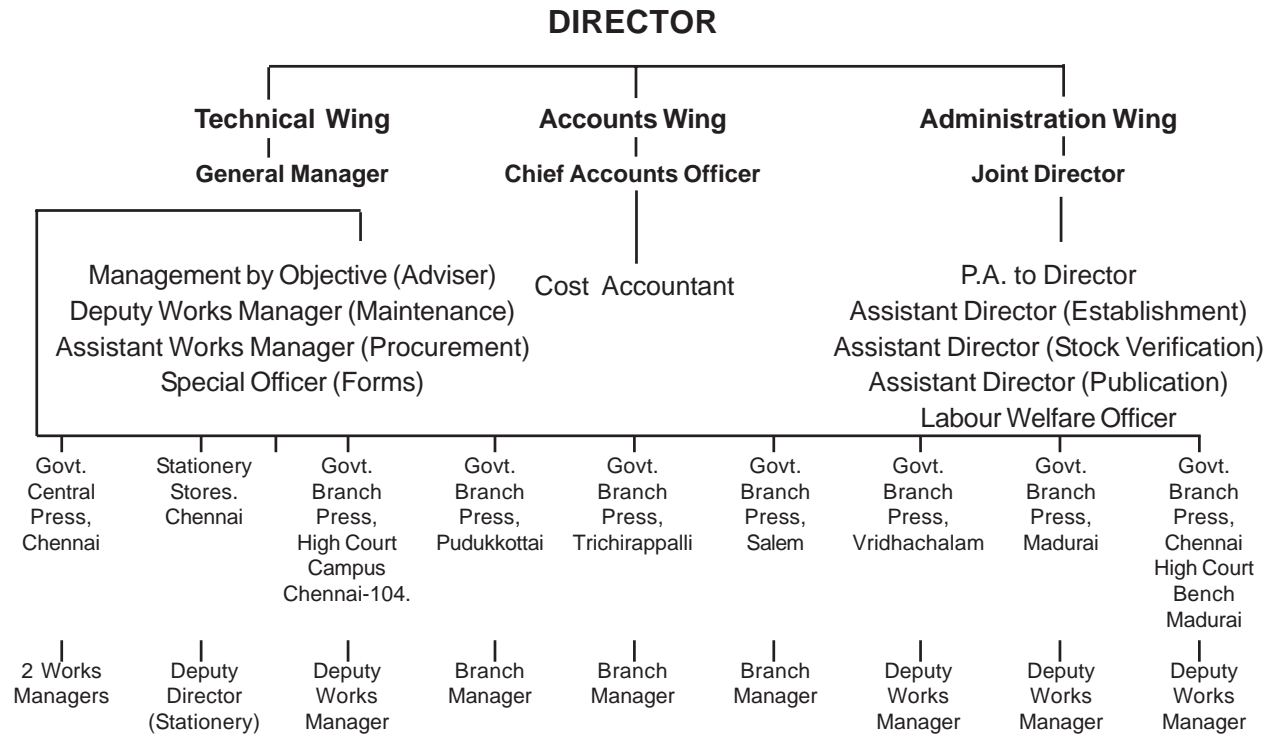 DIRECTOR
Technical Wing
Accounts Wing
Administration Wing
General Manager
Chief Accounts Officer
Joint Director
Management by Objective (Adviser)
Deputy Works Manager (Maintenance)
Assistant Works Manager (Procurement)
Special Officer (Forms)
Cost Accountant
P.A. to Director
Assistant Director (Establishment)
Assistant Director (Stock Verification)
Assistant Director (Publication)
Labour Welfare Officer
Govt.
Central
Press,
Chennai
Stationery
Stores.
Chennai
Govt.
Branch
Press,
High Court
Campus
Chennai-104.
Govt.
Branch
Press,
Pudukkottai
Govt.
Branch
Press,
Trichirappalli
Govt.
Branch
Press,
Salem
Govt.
Branch
Press,
Vridhachalam
Govt.
Branch
Press,
Madurai
Govt.
Branch
Press,
Chennai
High Court
Bench
Madurai
2 Works
Managers
Deputy
Director
(Stationery)
Deputy
Works
Manager
Branch
Manager
Branch
Manager
Branch
Manager
Deputy
Works
Manager
Deputy
Works
Manager
Deputy
Works
Manager